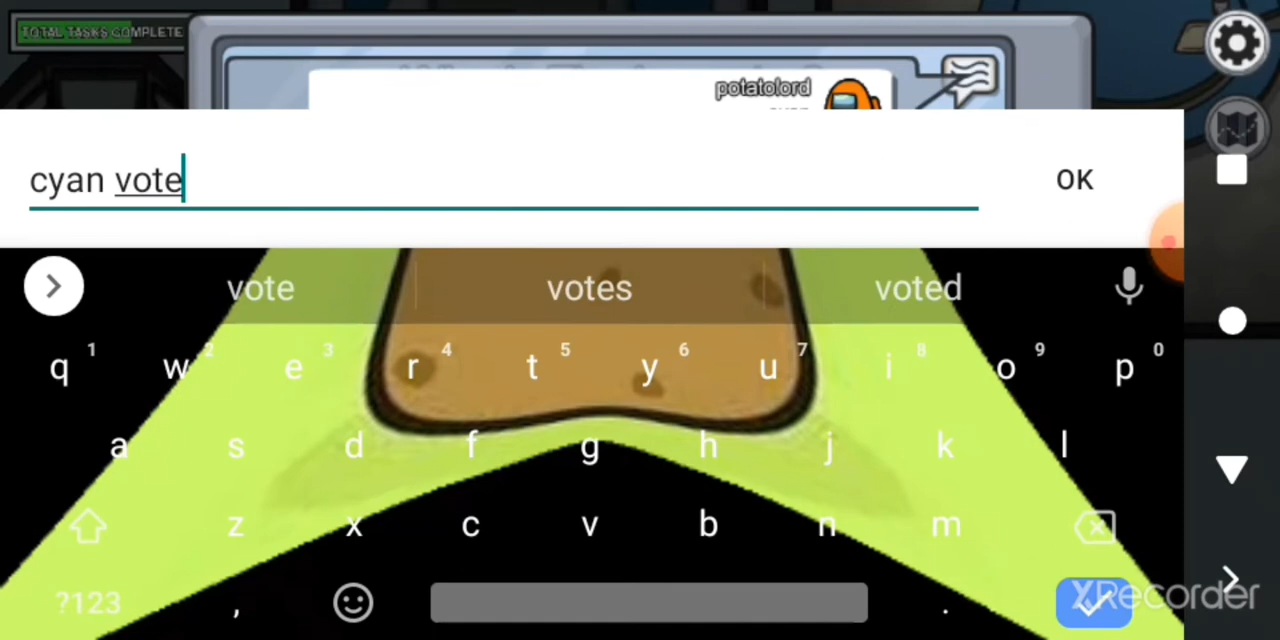 TOTAL TASKS COMPLETE
potatolord
cyan vote
OK
vote votes voted
q 1 w 2 e 3 r 4 t 5 y 6 u 7 i 8 o 9 p 0
a s d f g h j k l
z x c v b n m
?123 , .
XRecorder